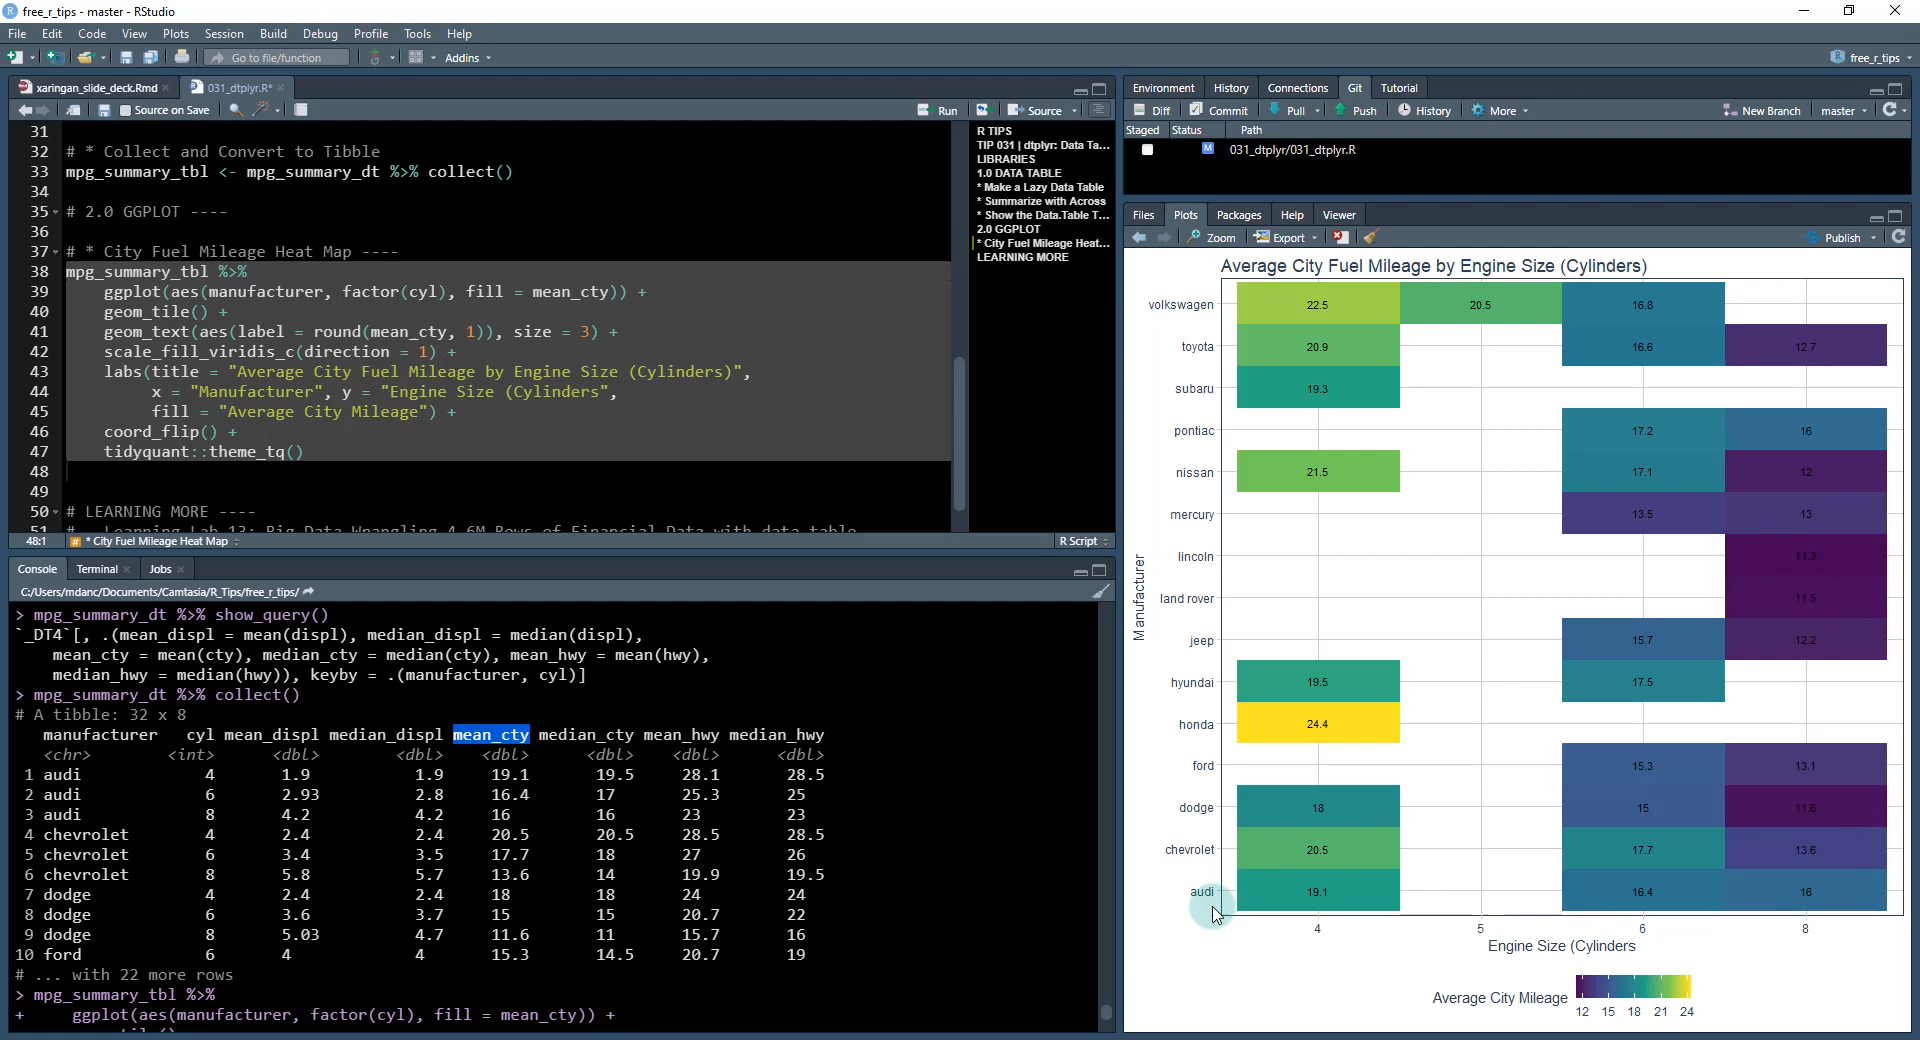 free_r_tips - master - RStudio
File Edit Code View Plots Session Build Debug Profile Tools Help
Go to file/function Addins free_r_tips
xaringan_slide_deck.Rmd 031_dtplyr.R*
Source on Save Run Source
31
32 # * Collect and Convert to Tibble
33 mpg_summary_tbl <- mpg_summary_dt %>% collect()
34
35 # 2.0 GGPLOT ----
36
37 # * City Fuel Mileage Heat Map ----
38 mpg_summary_tbl %>%
39 ggplot(aes(manufacturer, factor(cyl), fill = mean_cty)) +
40 geom_tile() +
41 geom_text(aes(label = round(mean_cty, 1)), size = 3) +
42 scale_fill_viridis_c(direction = 1) +
43 labs(title = "Average City Fuel Mileage by Engine Size (Cylinders)",
44 x = "Manufacturer", y = "Engine Size (Cylinders",
45 fill = "Average City Mileage") +
46 coord_flip() +
47 tidyquant::theme_tq()
48
49
50 # LEARNING MORE ----
51 # - Learning Lab 13: Big Data Wrangling 4.6M Rows of Financial Data with data.table
48:1 * City Fuel Mileage Heat Map R Script
R TIPS
TIP 031 | dtplyr: Data Ta...
LIBRARIES
1.0 DATA TABLE
* Make a Lazy Data Table
* Summarize with Across
* Show the Data.Table T...
2.0 GGPLOT
* City Fuel Mileage Heat...
LEARNING MORE
Console Terminal Jobs
C:/Users/mdanc/Documents/Camtasia/R_Tips/free_r_tips/
> mpg_summary_dt %>% show_query()
`_DT4`[, .(mean_displ = mean(displ), median_displ = median(displ),
mean_cty = mean(cty), median_cty = median(cty), mean_hwy = mean(hwy),
median_hwy = median(hwy)), keyby = .(manufacturer, cyl)]
> mpg_summary_dt %>% collect()
# A tibble: 32 x 8
manufacturer cyl mean_displ median_displ mean_cty median_cty mean_hwy median_hwy
<chr> <int> <dbl> <dbl> <dbl> <dbl> <dbl> <dbl>
1 audi 4 1.9 1.9 19.1 19.5 28.1 28.5
2 audi 6 2.93 2.8 16.4 17 25.3 25
3 audi 8 4.2 4.2 16 16 23 23
4 chevrolet 4 2.4 2.4 20.5 20.5 28.5 28.5
5 chevrolet 6 3.4 3.5 17.7 18 27 26
6 chevrolet 8 5.8 5.7 13.6 14 19.9 19.5
7 dodge 4 2.4 2.4 18 18 24 24
8 dodge 6 3.6 3.7 15 15 20.7 22
9 dodge 8 5.03 4.7 11.6 11 15.7 16
10 ford 6 4 4 15.3 14.5 20.7 19
# ... with 22 more rows
> mpg_summary_tbl %>%
+ ggplot(aes(manufacturer, factor(cyl), fill = mean_cty)) +
Environment History Connections Git Tutorial
Diff Commit Pull Push History More New Branch master
Staged Status Path
M 031_dtplyr/031_dtplyr.R
Files Plots Packages Help Viewer
Zoom Export Publish
Average City Fuel Mileage by Engine Size (Cylinders)
volkswagen 22.5 20.5 16.8
toyota 20.9 16.6 12.7
subaru 19.3
pontiac 17.2 16
nissan 21.5 17.1 12
mercury 13.5 13
lincoln 11.3
land rover 11.5
jeep 15.7 12.2
hyundai 19.5 17.5
honda 24.4
ford 15.3 13.1
dodge 18 15 11.6
chevrolet 20.5 17.7 13.6
audi 19.1 16.4 16
Manufacturer
4 5 6 8
Engine Size (Cylinders
Average City Mileage
12 15 18 21 24